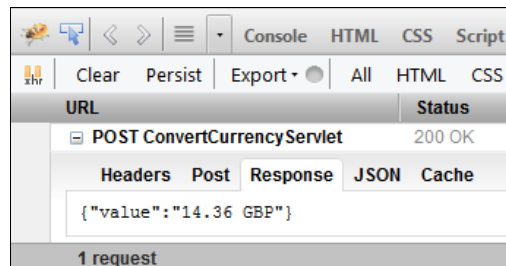 Console HTML CSS Script
xhr Clear Persist Export All HTML CSS
URL Status
POST ConvertCurrencyServlet 200 OK
Headers Post Response JSON Cache
{"value":"14.36 GBP"}
1 request